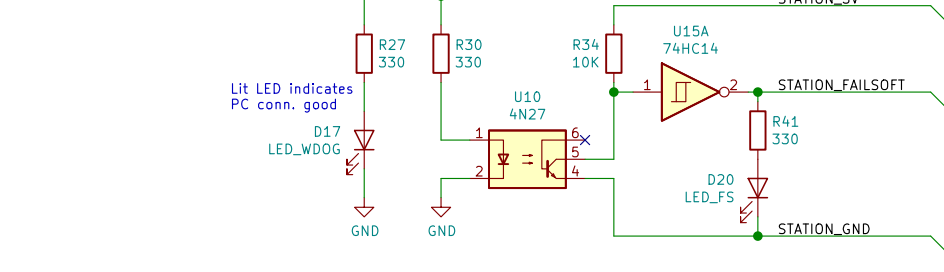 STATION_5V
U15A
74HC14
R27
330
R30
330
R34
10K
1
2
STATION_FAILSOFT
Lit LED indicates
PC conn. good
U10
4N27
R41
330
D17
LED_WDOG
1
2
6
5
4
D20
LED_FS
GND
GND
STATION_GND